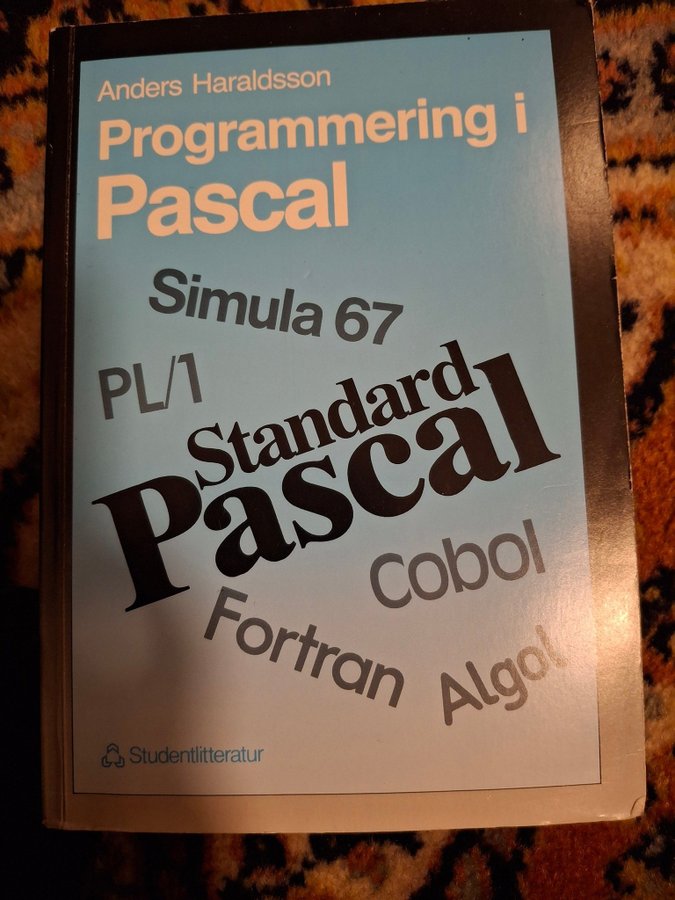 Anders Haraldsson
Programmering i
Pascal
Simula 67
PL/1
Standard
Pascal
Cobol
Fortran
Algol
Studentlitteratur